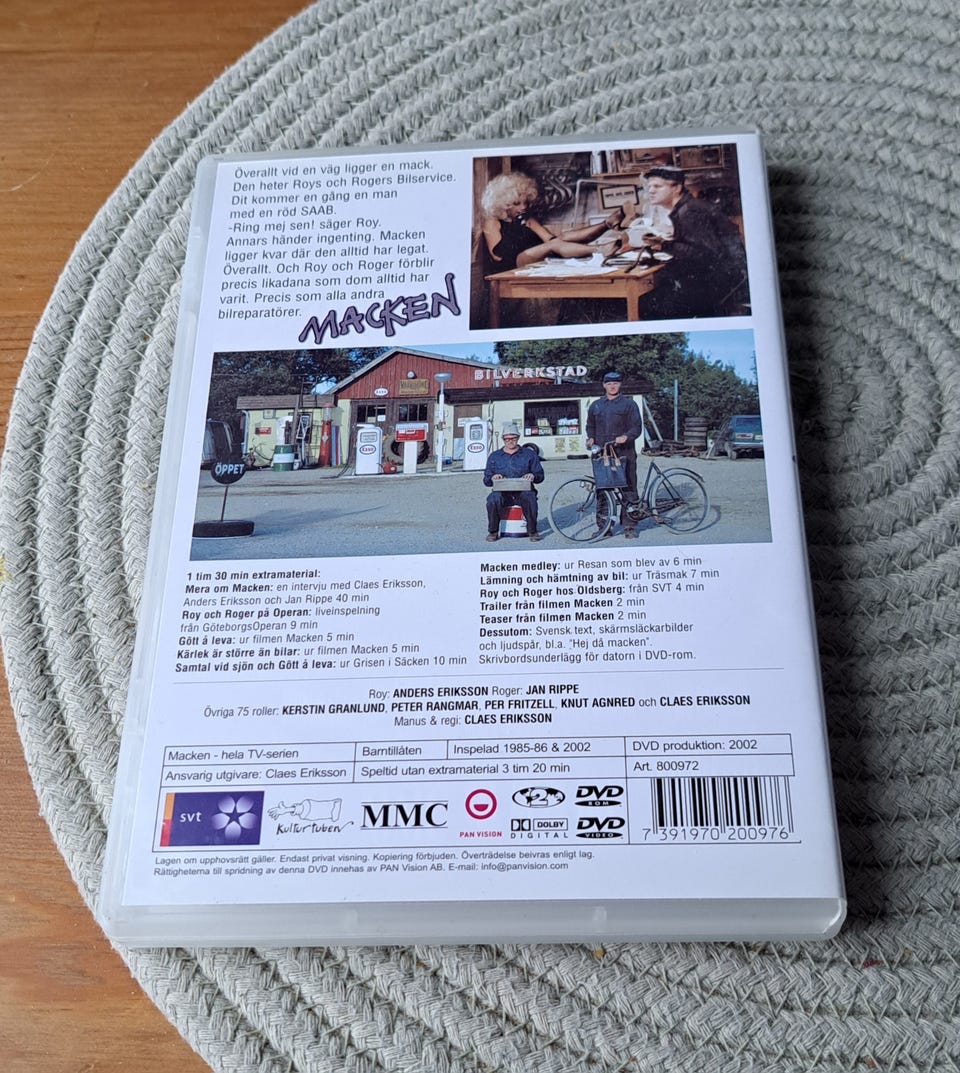 Överallt vid en väg ligger en mack.
Den heter Roys och Rogers Bilservice.
Dit kommer en gång en man
med en röd SAAB.
-Ring mej sen! säger Roy.
Annars händer ingenting. Macken
ligger kvar där den alltid har legat.
Överallt. Och Roy och Roger förblir
precis likadana som dom alltid har
varit. Precis som alla andra
bilreparatörer.
MACKEN
BILVERKSTAD
ESSO
ESSO
ÖPPET
1 tim 30 min extramaterial:
Mera om Macken: en intervju med Claes Eriksson,
Anders Eriksson och Jan Rippe 40 min
Roy och Roger på Operan: liveinspelning
från GöteborgsOperan 9 min
Gött å leva: ur filmen Macken 5 min
Kärlek är större än bilar: ur filmen Macken 5 min
Samtal vid sjön och Gött å leva: ur Grisen i Säcken 10 min
Macken medley: ur Resan som blev av 6 min
Lämning och hämtning av bil: ur Träsmak 7 min
Roy och Roger hos Oldsberg: från SVT 4 min
Trailer från filmen Macken 2 min
Teaser från filmen Macken 2 min
Dessutom: Svensk text, skärmsläckarbilder
och ljudspår, bl.a. "Hej då macken".
Skrivbordsunderlägg för datorn i DVD-rom.
Roy: ANDERS ERIKSSON Roger: JAN RIPPE
Övriga 75 roller: KERSTIN GRANLUND, PETER RANGMAR, PER FRITZELL, KNUT AGNRED och CLAES ERIKSSON
Manus & regi: CLAES ERIKSSON
Macken - hela TV-serien
Barntillåten
Inspelad 1985-86 & 2002
DVD produktion: 2002
Ansvarig utgivare: Claes Eriksson
Speltid utan extramaterial 3 tim 20 min
Art. 800972
svt
Kulturtuben
MMC
PAN VISION
2
DOLBY
DIGITAL
DVD
ROM
DVD
VIDEO
7 391970 200976
Lagen om upphovsrätt gäller. Endast privat visning. Kopiering förbjuden. Överträdelse beivras enligt lag.
Rättigheterna till spridning av denna DVD innehas av PAN Vision AB. E-mail: info@panvision.com